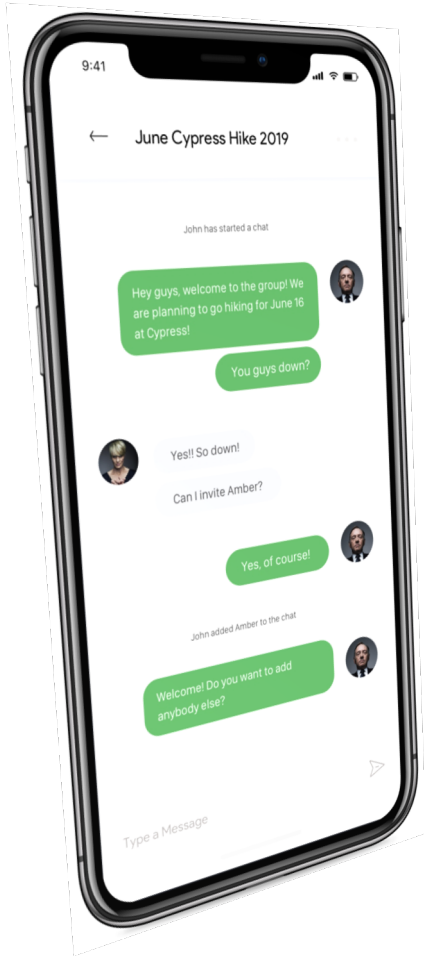 9:41
June Cypress Hike 2019
John has started a chat
Hey guys, welcome to the group! We
are planning to go hiking for June 16
at Cypress!
You guys down?
Yes!! So down!
Can I invite Amber?
Yes, of course!
John added Amber to the chat
Welcome! Do you want to add
anybody else?
Type a Message